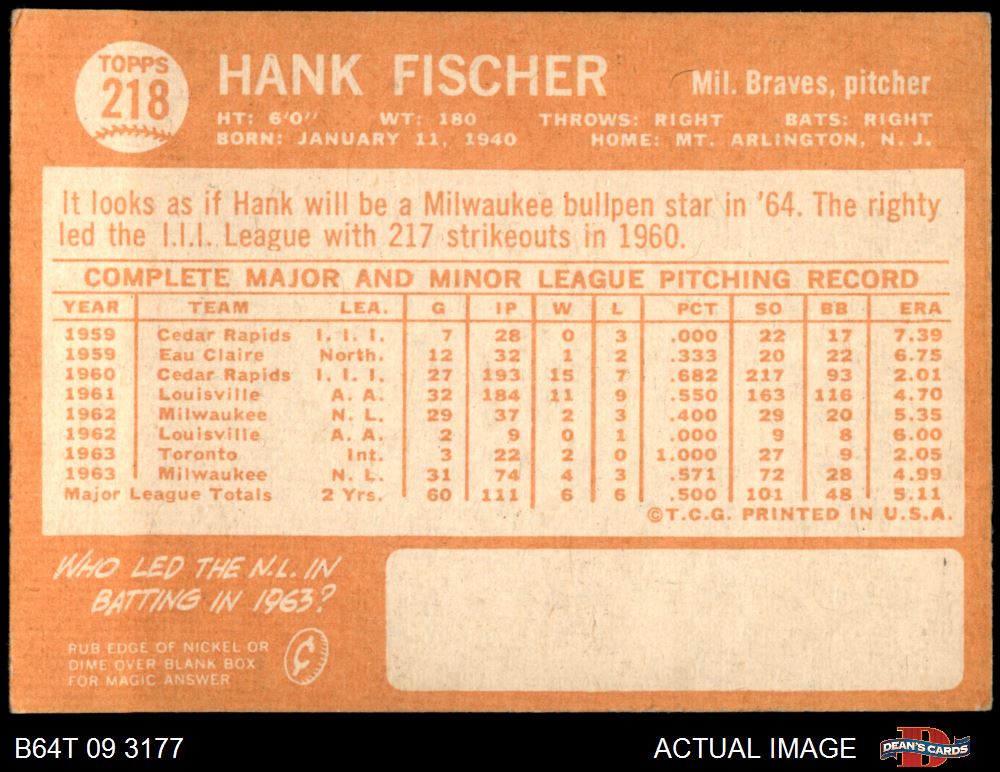 TOPPS
218
HANK FISCHER
Mil. Braves, pitcher
HT: 6'0" WT: 180 THROWS: RIGHT BATS: RIGHT
BORN: JANUARY 11, 1940 HOME: MT. ARLINGTON, N. J.
It looks as if Hank will be a Milwaukee bullpen star in '64. The righty
led the I.I.I. League with 217 strikeouts in 1960.
COMPLETE MAJOR AND MINOR LEAGUE PITCHING RECORD
YEAR TEAM LEA. G IP W L PCT SO BB ERA
1959 Cedar Rapids I. I. I. 7 28 0 3 .000 22 17 7.39
1959 Eau Claire North. 12 32 1 2 .333 20 22 6.75
1960 Cedar Rapids I. I. I. 27 193 15 7 .682 217 93 2.01
1961 Louisville A. A. 32 184 11 9 .550 163 116 4.70
1962 Milwaukee N. L. 29 37 2 3 .400 29 20 5.35
1962 Louisville A. A. 2 9 0 1 .000 9 8 6.00
1963 Toronto Int. 3 22 2 0 1.000 27 9 2.05
1963 Milwaukee N. L. 31 74 4 3 .571 72 28 4.99
Major League Totals 2 Yrs. 60 111 6 6 .500 101 48 5.11
©T.C.G. PRINTED IN U.S.A.
WHO LED THE N.L. IN
BATTING IN 1963?
RUB EDGE OF NICKEL OR
DIME OVER BLANK BOX
FOR MAGIC ANSWER
¢
B64T 09 3177
ACTUAL IMAGE
D
DEAN'S CARDS